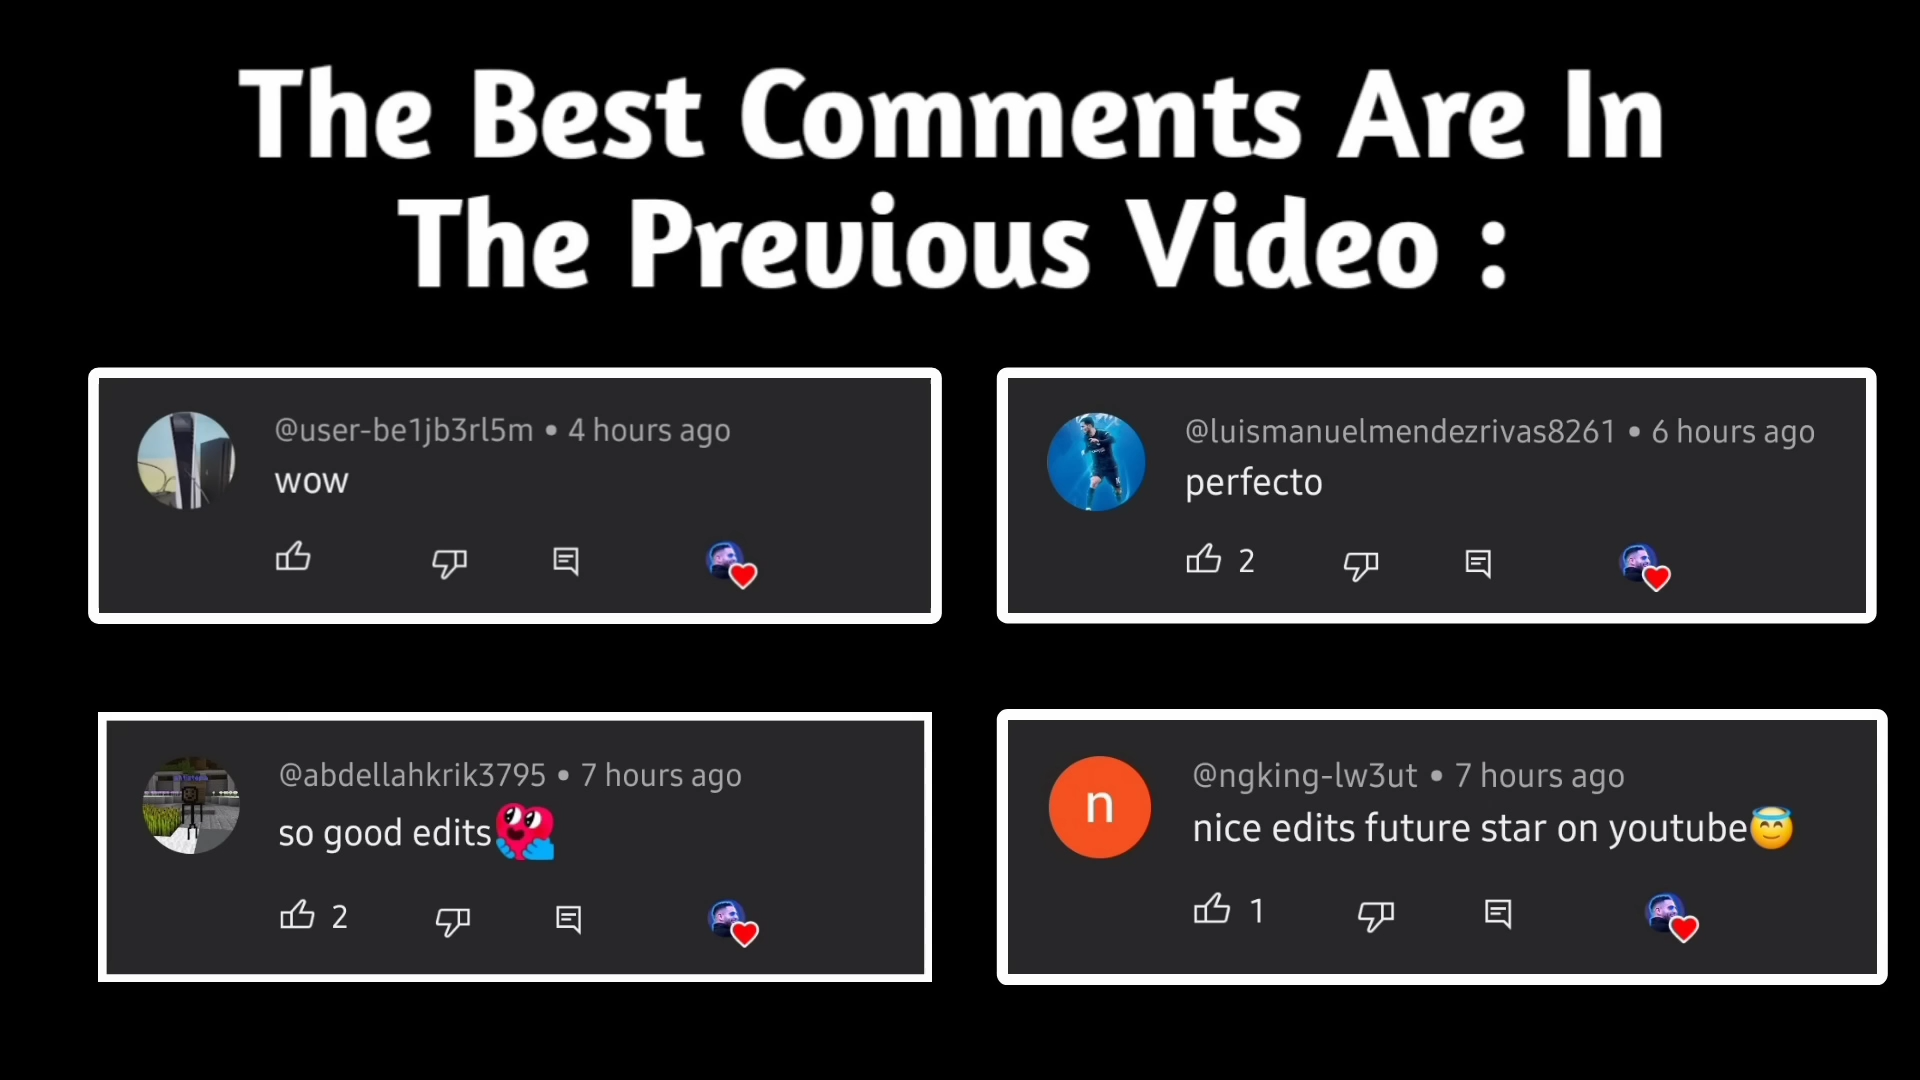 The Best Comments Are In
The Previous Video :
@user-be1jb3rl5m • 4 hours ago
wow
@luismanuelmendezrivas8261 • 6 hours ago
perfecto
2
@abdellahkrik3795 • 7 hours ago
so good edits
2
@ngking-lw3ut • 7 hours ago
n
nice edits future star on youtube😇
1